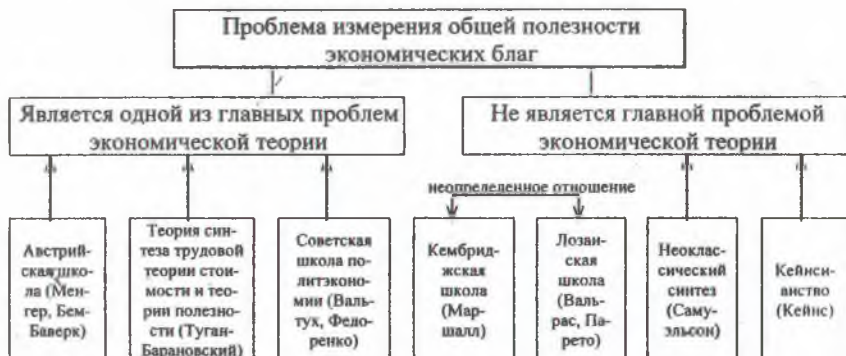 Проблема измерения общей полезности
экономических благ
Является одной из главных проблем
экономической теории
Не является главной проблемой
экономической теории
неопределенное отношение
Австрий-
ская шко-
ла (Мен-
гер, Бем-
Баверк)
Теория син-
теза трудовой
теории стои-
мости и тео-
рии полезно-
сти (Туган-
Барановский)
Советская
школа по-
литэконо-
мии (Валь-
тух, Федо-
ренко)
Кембрид-
жская
школа
(Мар-
шалл)
Лозан-
ская
школа
(Валь-
рас, Па-
рето)
Неоклас-
сический
синтез
(Саму-
эльсон)
Кейнси-
анство
(Кейнс)